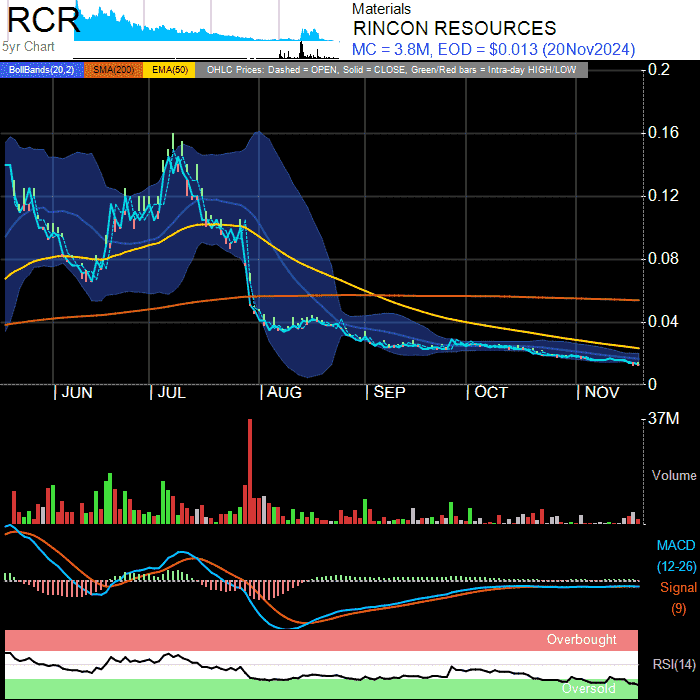 RCR
5yr Chart
Materials
RINCON RESOURCES
MC = 3.8M, EOD = $0.013 (20Nov2024)
BollBands(20,2) SMA(200) EMA(50) OHLC Prices: Dashed = OPEN, Solid = CLOSE, Green/Red bars = Intra-day HIGH/LOW
0.2
0.16
0.12
0.08
0.04
0
JUN JUL AUG SEP OCT NOV
37M
Volume
MACD
(12-26)
Signal
(9)
Overbought
RSI(14)
Oversold